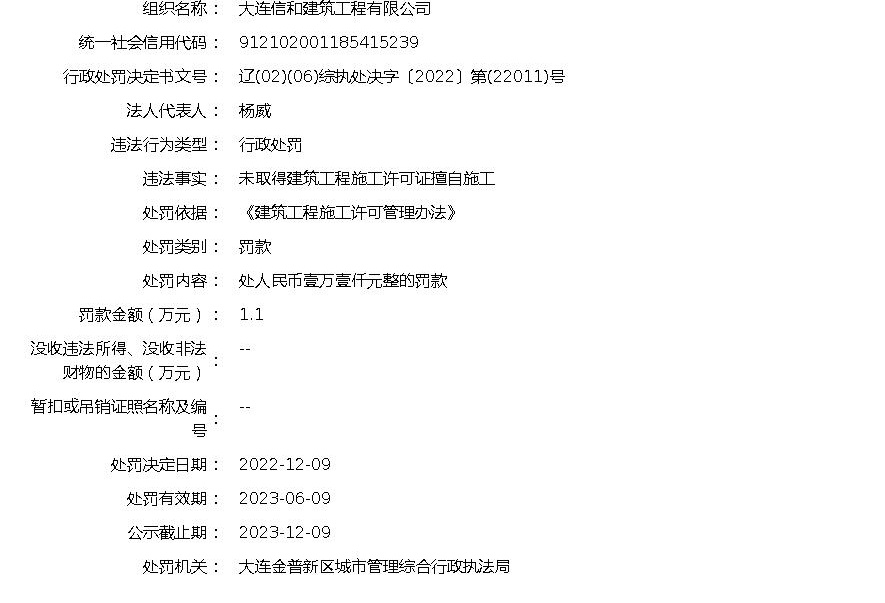 组织名称： 大连信和建筑工程有限公司
统一社会信用代码： 912102001185415239
行政处罚决定书文号： 辽(02)(06)综执处决字〔2022〕第(22011)号
法人代表人： 杨威
违法行为类型： 行政处罚
违法事实： 未取得建筑工程施工许可证擅自施工
处罚依据： 《建筑工程施工许可管理办法》
处罚类别： 罚款
处罚内容： 处人民币壹万壹仟元整的罚款
罚款金额（万元）： 1.1
没收违法所得、没收非法
财物的金额（万元）： --
暂扣或吊销证照名称及编
号： --
处罚决定日期： 2022-12-09
处罚有效期： 2023-06-09
公示截止期： 2023-12-09
处罚机关： 大连金普新区城市管理综合行政执法局